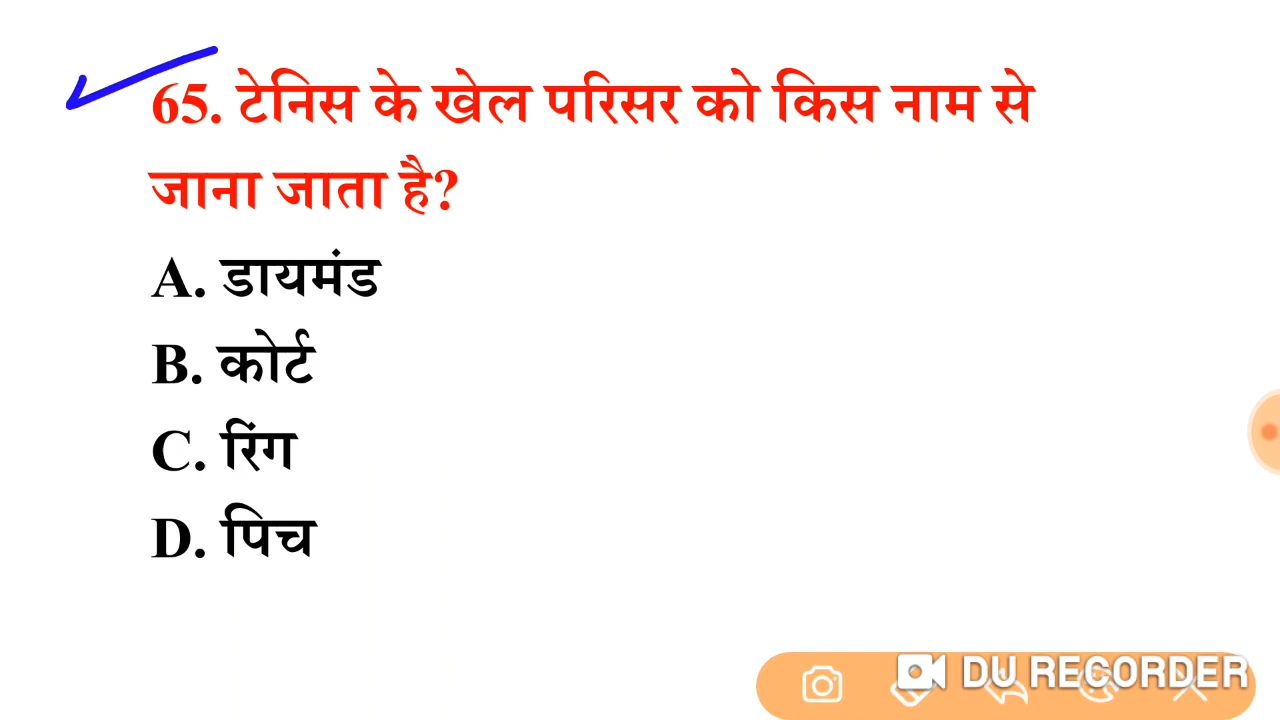 65. टेनिस के खेल परिसर को किस नाम से
जाना जाता है?
A. डायमंड
B. कोर्ट
C. रिंग
D. पिच
DU RECORDER